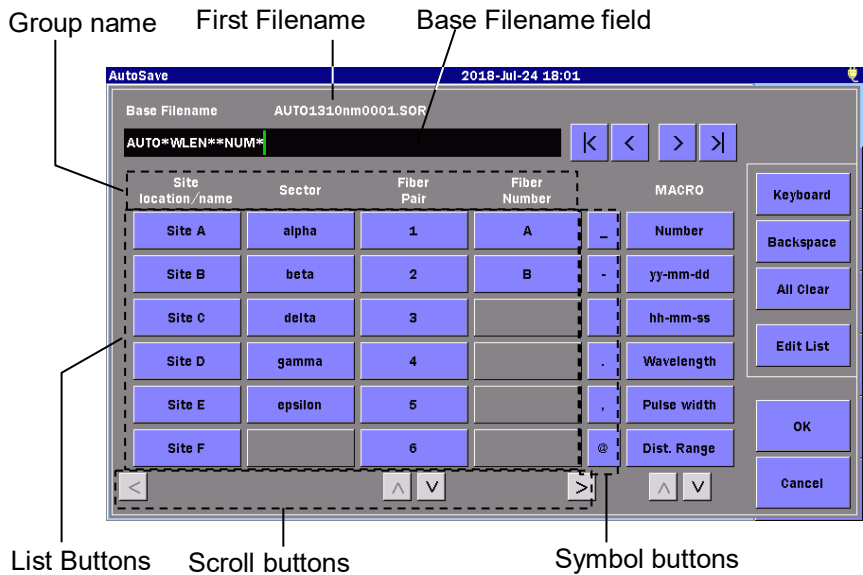 Group name First Filename Base Filename field
AutoSave 2018-Jul-24 18:01
Base Filename AUTO1310nm0001.SOR
AUTO*WLEN**NUM*
|< < > >|
Site location/name Sector Fiber Pair Fiber Number MACRO Keyboard
Site A alpha 1 A _ Number
Backspace
Site B beta 2 B - yy-mm-dd
All Clear
Site C delta 3 hh-mm-ss
Edit List
Site D gamma 4 . Wavelength
Site E epsilon 5 , Pulse width
OK
Site F 6 @ Dist. Range
Cancel
< ∧ ∨ > ∧ ∨
List Buttons Scroll buttons Symbol buttons